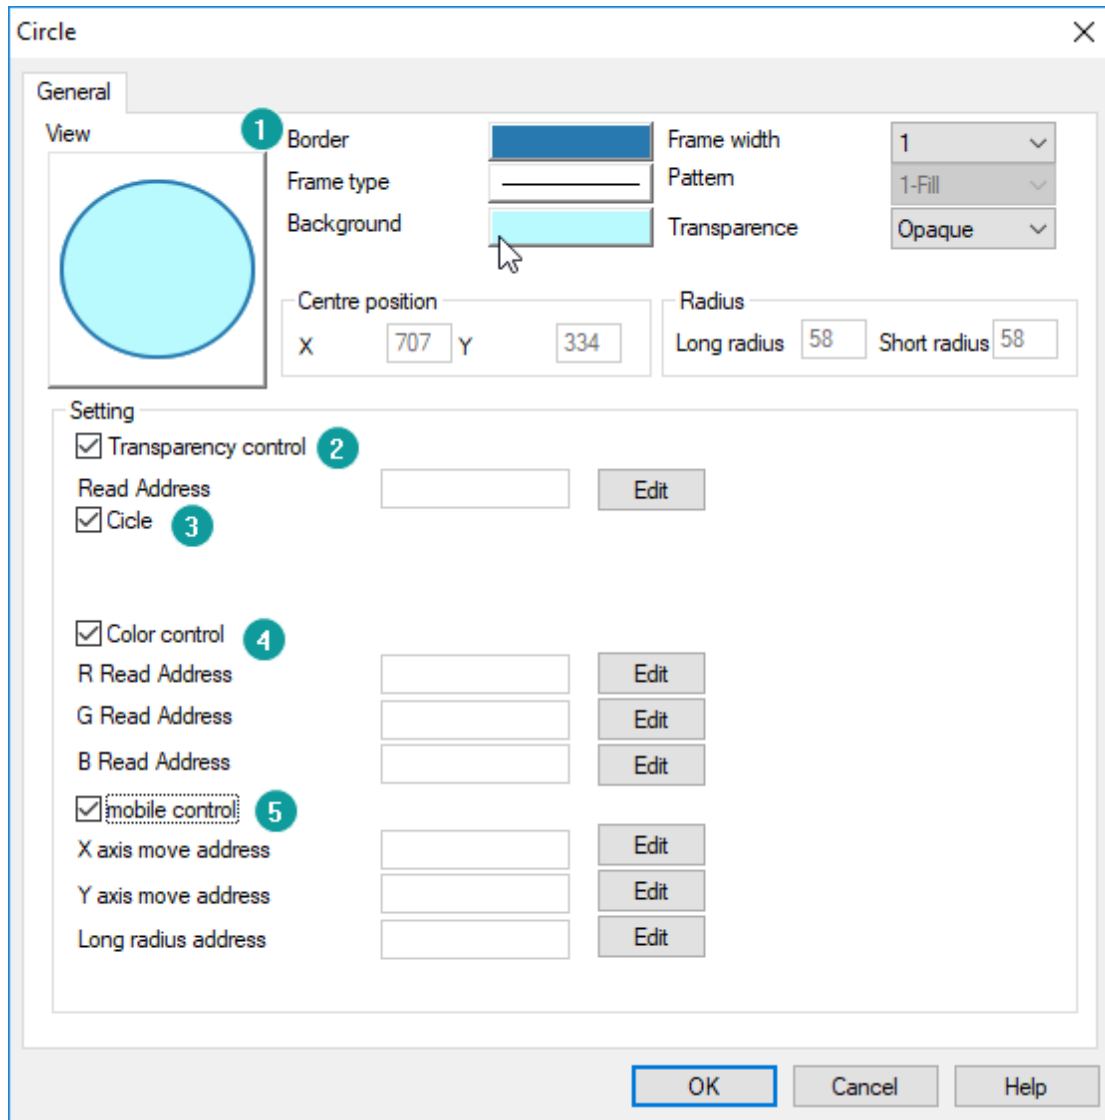 Circle
General
View
1 Border Frame width 1
Frame type Pattern 1-Fill
Background Transparence Opaque
Centre position Radius
X 707 Y 334 Long radius 58 Short radius 58
Setting
Transparency control 2
Read Address Edit
Cicle 3
Color control 4
R Read Address Edit
G Read Address Edit
B Read Address Edit
mobile control 5
X axis move address Edit
Y axis move address Edit
Long radius address Edit
OK Cancel Help